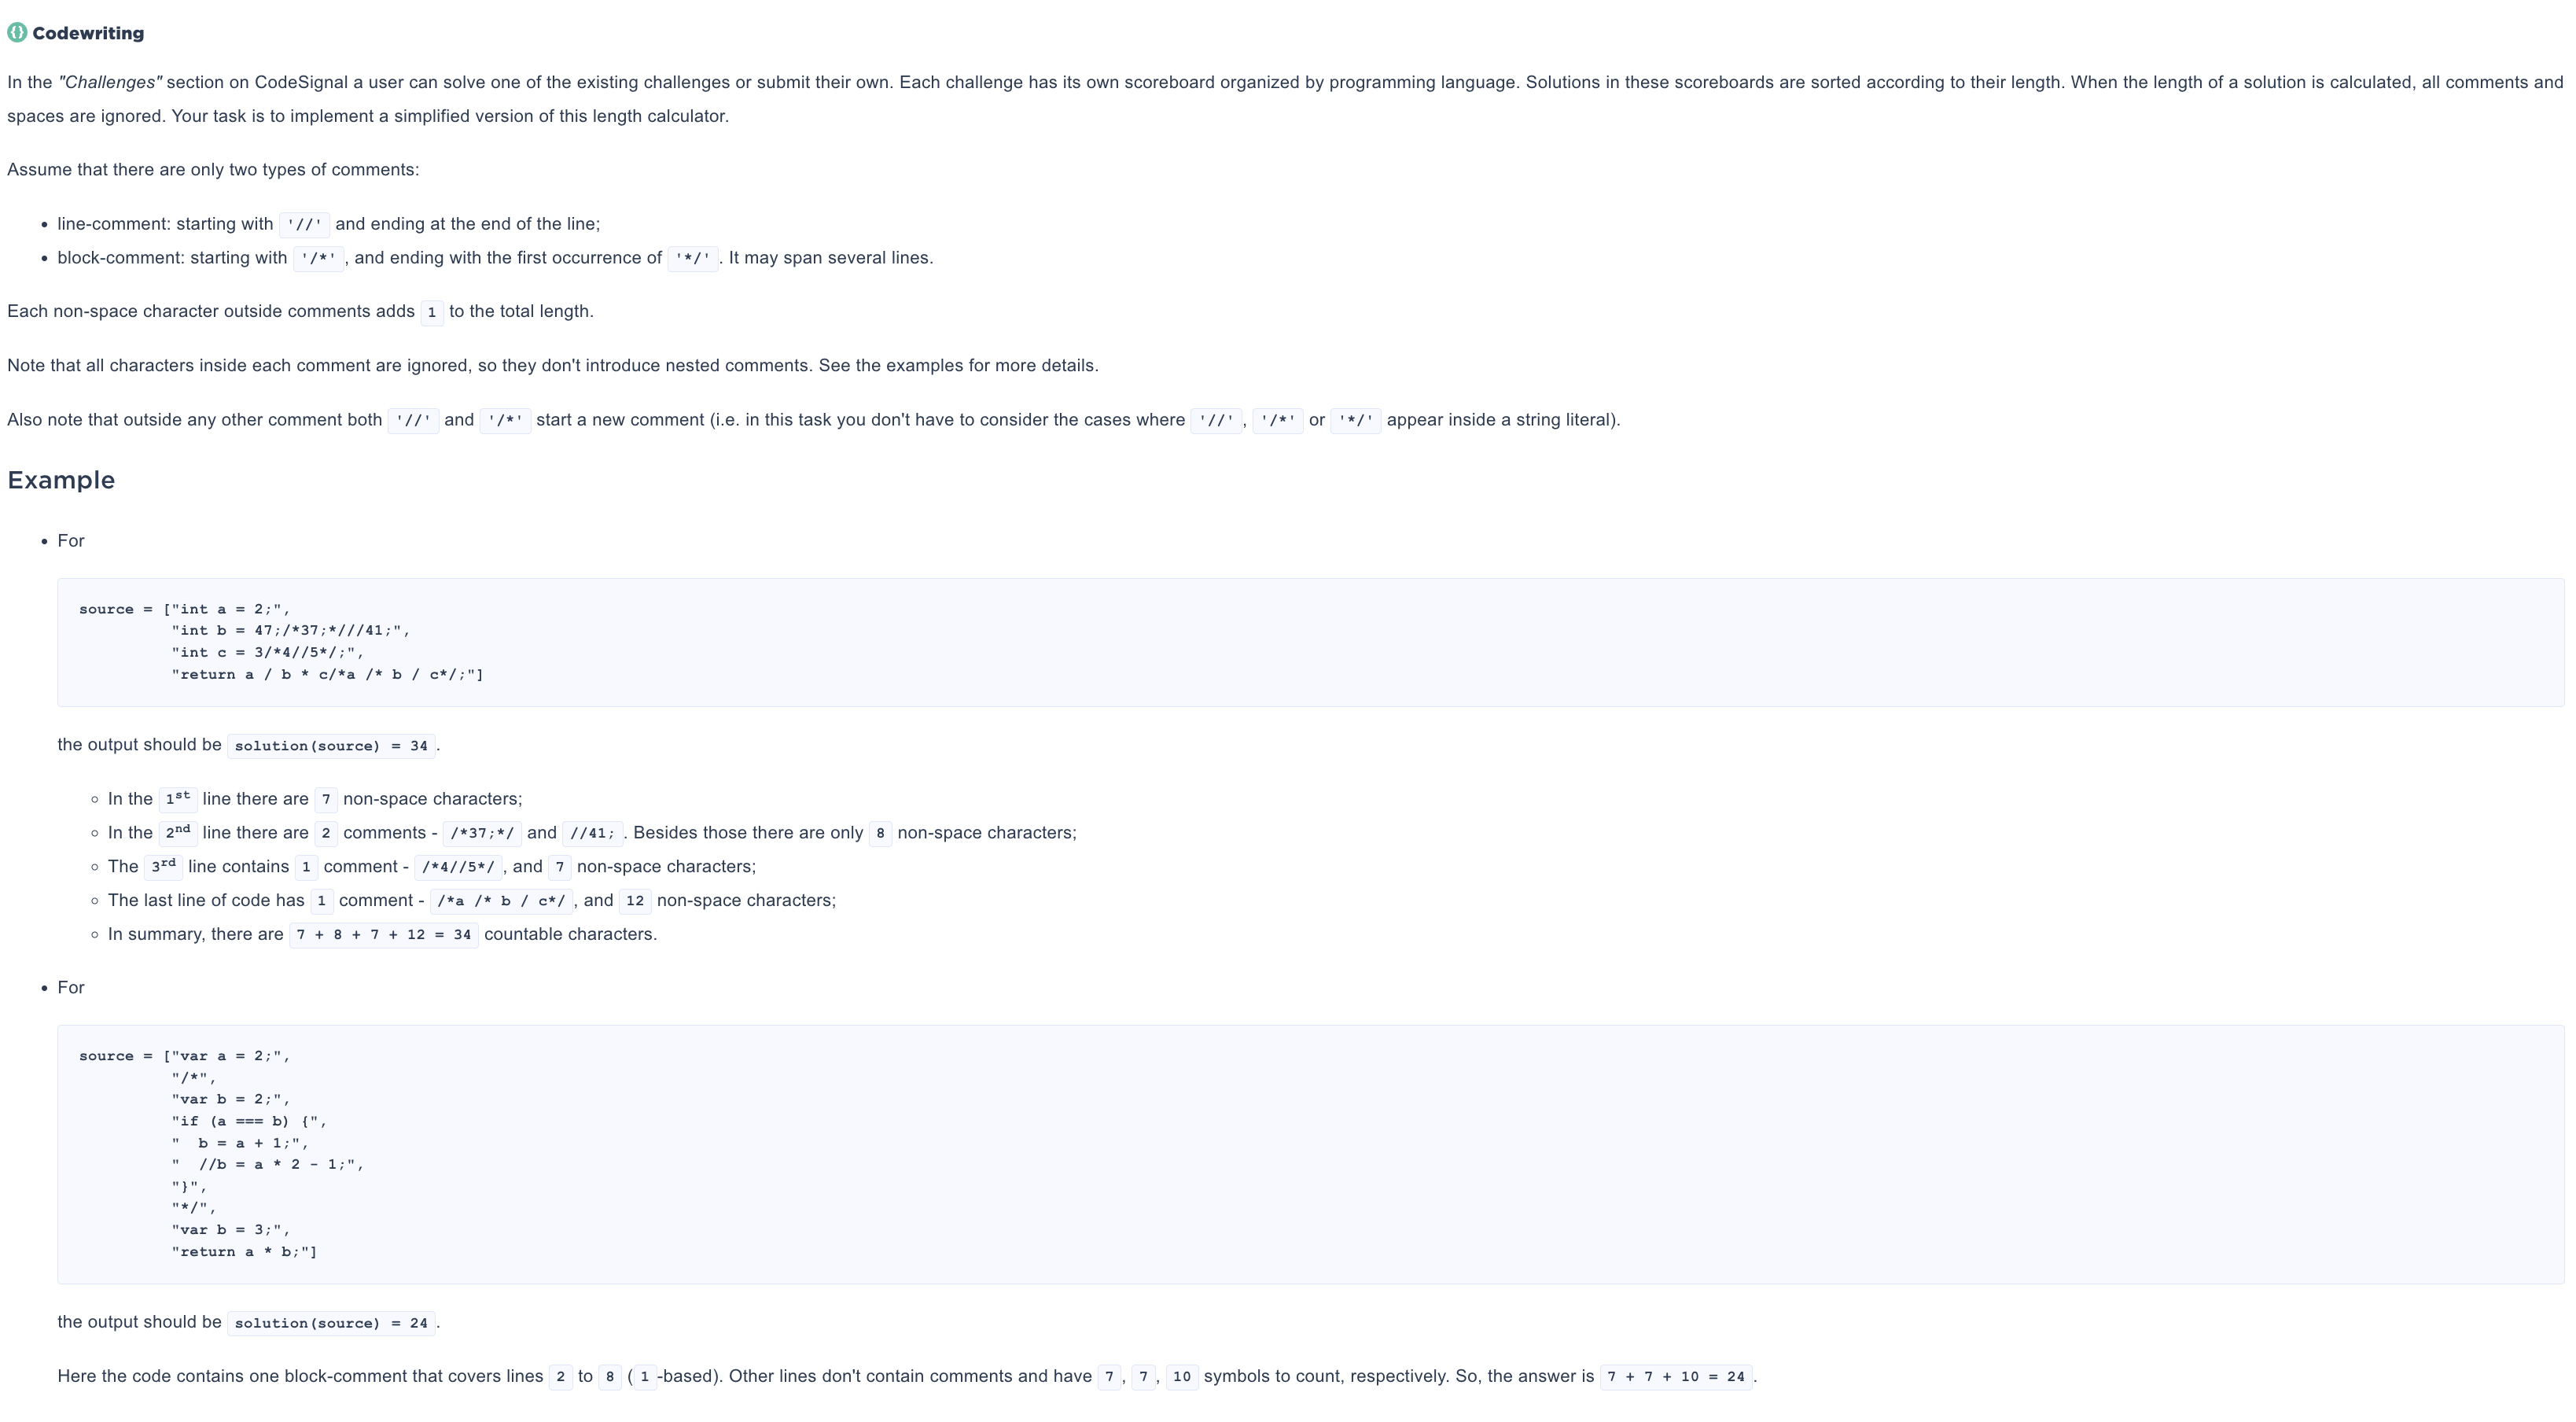 Codewriting
In the "Challenges" section on CodeSignal a user can solve one of the existing challenges or submit their own. Each challenge has its own scoreboard organized by programming language. Solutions in these scoreboards are sorted according to their length. When the length of a solution is calculated, all comments and
spaces are ignored. Your task is to implement a simplified version of this length calculator.
Assume that there are only two types of comments:
• line-comment: starting with '//' and ending at the end of the line;
• block-comment: starting with '/*', and ending with the first occurrence of '*/'. It may span several lines.
Each non-space character outside comments adds 1 to the total length.
Note that all characters inside each comment are ignored, so they don't introduce nested comments. See the examples for more details.
Also note that outside any other comment both '//' and '/*' start a new comment (i.e. in this task you don't have to consider the cases where '//', '/*' or '*/' appear inside a string literal).
Example
• For
source = ["int a = 2;",
"int b = 47;/*37;*///41;",
"int c = 3/*4//5*/;",
"return a / b * c/*a /* b / c*/;"]
the output should be solution(source) = 34.
◦ In the 1st line there are 7 non-space characters;
◦ In the 2nd line there are 2 comments - /*37;*/ and //41;. Besides those there are only 8 non-space characters;
◦ The 3rd line contains 1 comment - /*4//5*/, and 7 non-space characters;
◦ The last line of code has 1 comment - /*a /* b / c*/, and 12 non-space characters;
◦ In summary, there are 7 + 8 + 7 + 12 = 34 countable characters.
• For
source = ["var a = 2;",
"/*",
"var b = 2;",
"if (a === b) {",
"  b = a + 1;",
"  //b = a * 2 - 1;",
"}",
"*/",
"var b = 3;",
"return a * b;"]
the output should be solution(source) = 24.
Here the code contains one block-comment that covers lines 2 to 8 (1-based). Other lines don't contain comments and have 7, 7, 10 symbols to count, respectively. So, the answer is 7 + 7 + 10 = 24.